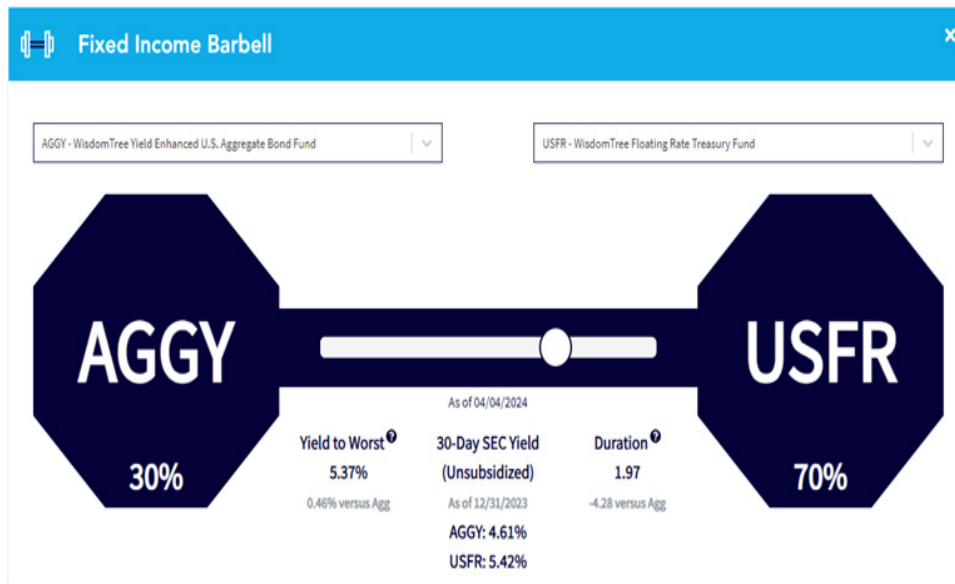 Fixed Income Barbell
×
AGGY - WisdomTree Yield Enhanced U.S. Aggregate Bond Fund
USFR - WisdomTree Floating Rate Treasury Fund
AGGY
30%
USFR
70%
As of 04/04/2024
Yield to Worst ?
5.37%
0.46% versus Agg
30-Day SEC Yield
(Unsubsidized)
As of 12/31/2023
AGGY: 4.61%
USFR: 5.42%
Duration ?
1.97
-4.28 versus Agg